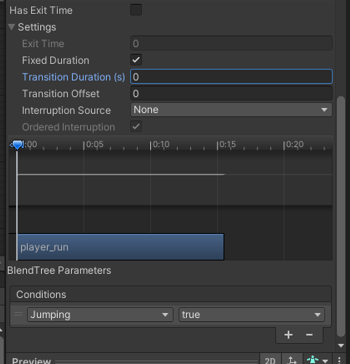 Has Exit Time
Settings
Exit Time 0
Fixed Duration
Transition Duration (s) 0
Transition Offset 0
Interruption Source None
Ordered Interruption
:00 0:05 0:10 0:15 0:20
player_run
BlendTree Parameters
Conditions
Jumping true
+ −
Preview 2D